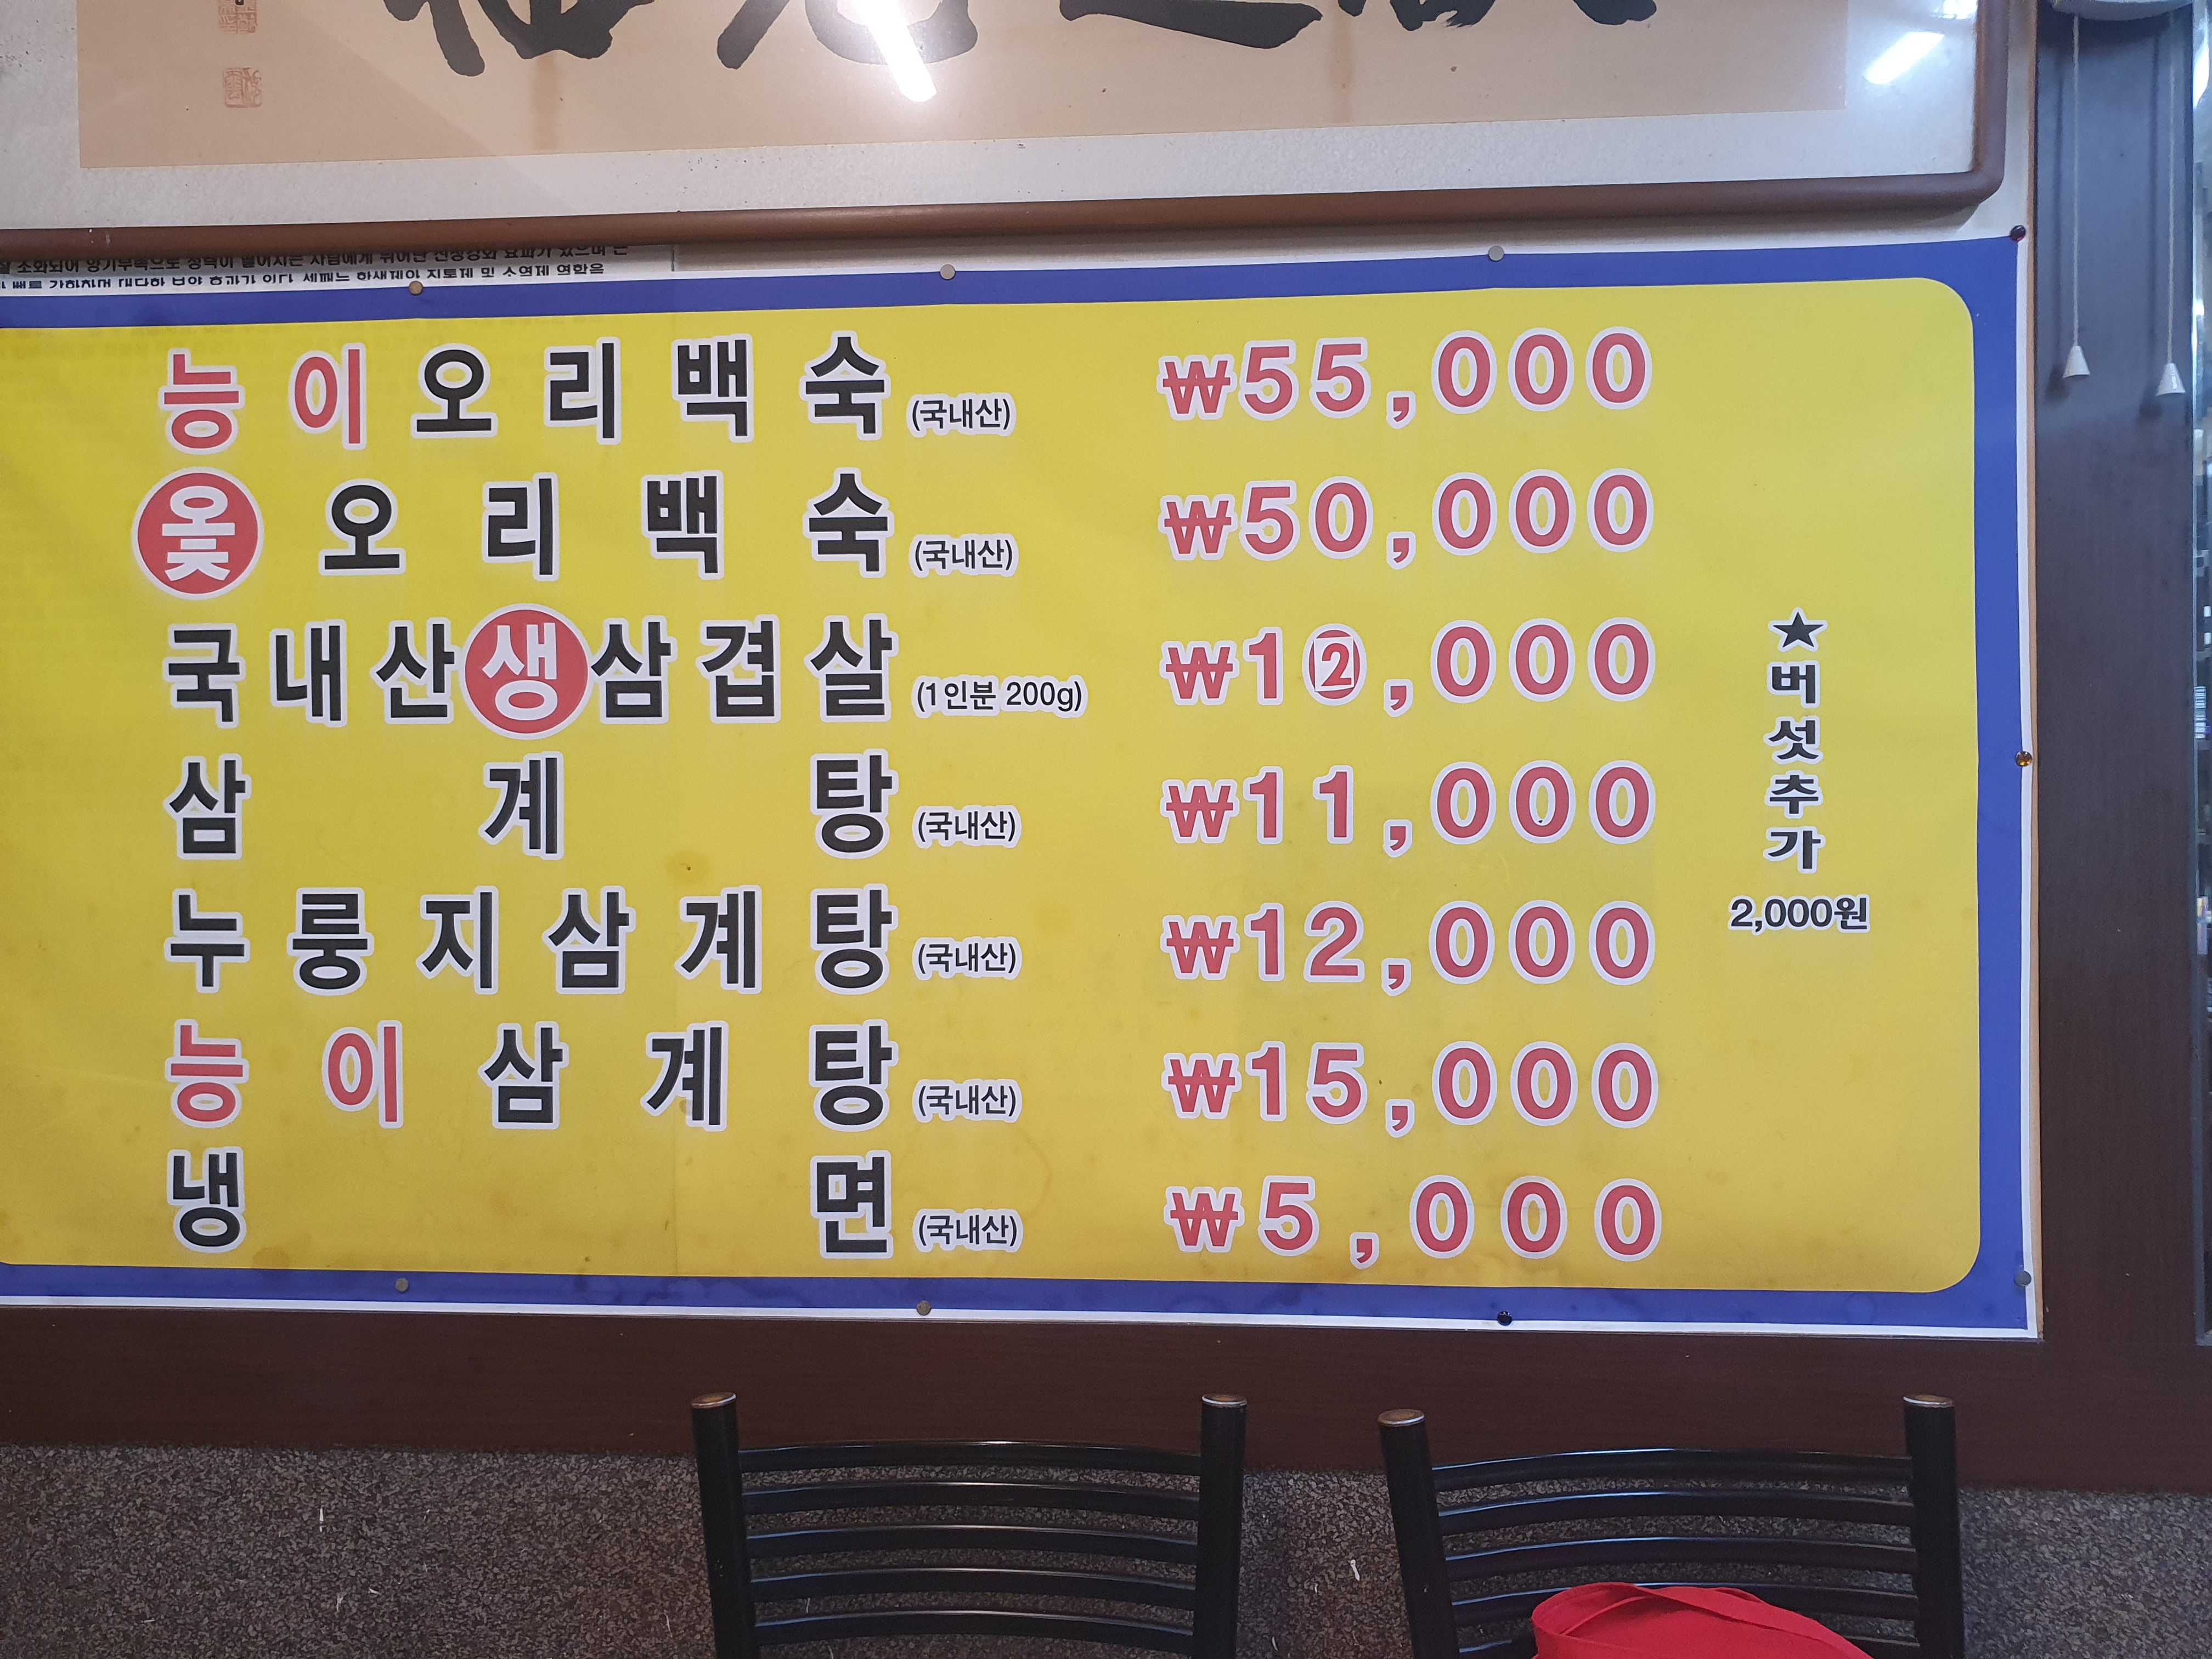 능이오리백숙 (국내산) ₩55,000
옻오리백숙 (국내산) ₩50,000
국내산생삼겹살 (1인분 200g) ₩12,000
삼계탕 (국내산) ₩11,000
누룽지삼계탕 (국내산) ₩12,000
능이삼계탕 (국내산) ₩15,000
냉면 (국내산) ₩5,000
★버섯추가
2,000원